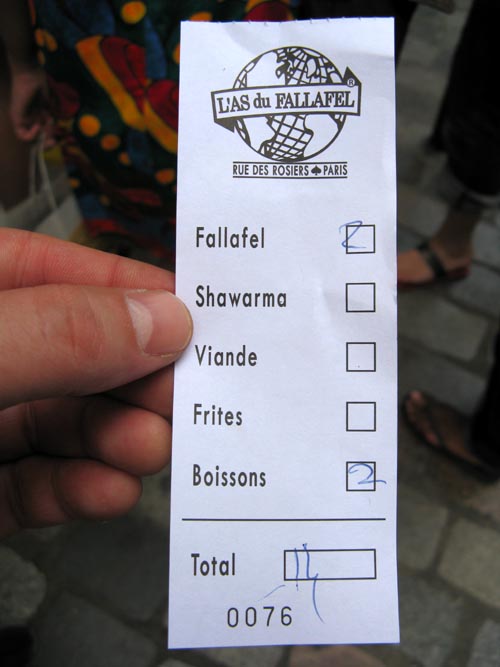 L'AS du FALLAFEL ®
RUE DES ROSIERS ♠ PARIS
Fallafel 2
Shawarma
Viande
Frites
Boissons 2
Total 14
0076